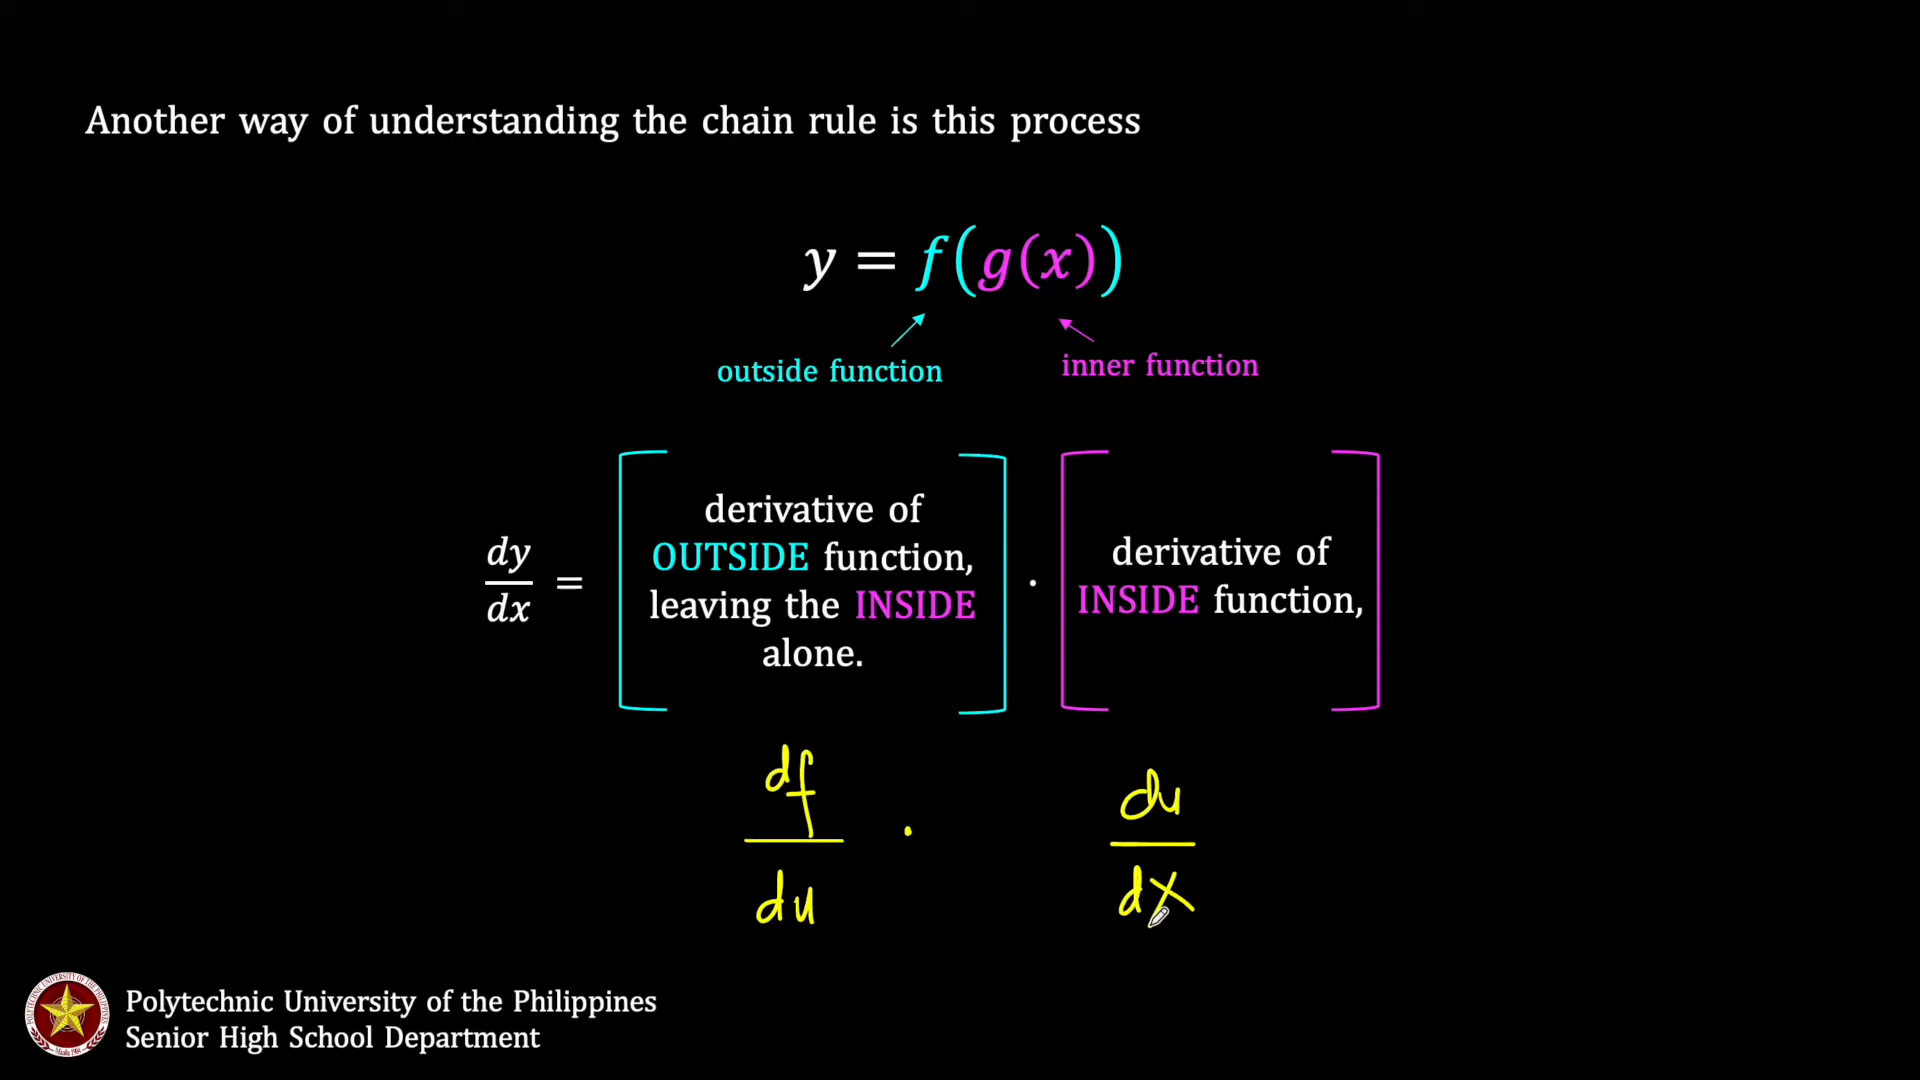 Another way of understanding the chain rule is this process
y = f(g(x))
outside function
inner function
dy/dx = [derivative of OUTSIDE function, leaving the INSIDE alone.] · [derivative of INSIDE function,]
df/du · du/dx
Polytechnic University of the Philippines
Senior High School Department